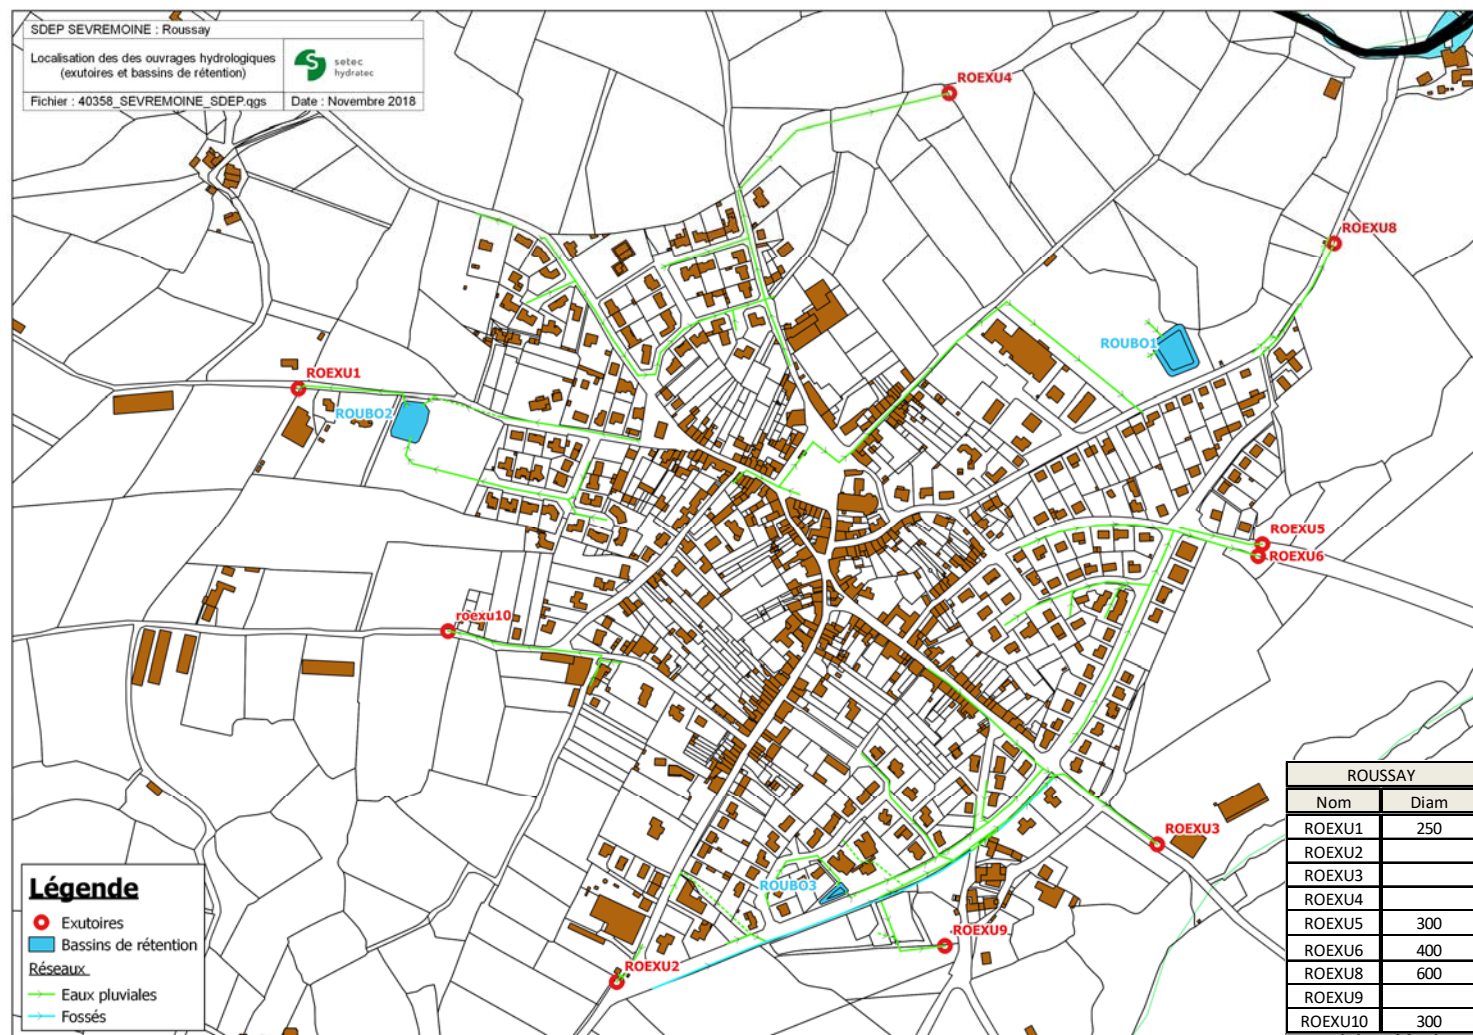 SDEP SEVREMOINE : Roussay
Localisation des des ouvrages hydrologiques
(exutoires et bassins de rétention)
setec
hydratec
Fichier : 40358_SEVREMOINE_SDEP.qgs
Date : Novembre 2018
ROEXU4
ROEXU8
ROUBO1
ROEXU1
ROUBO2
ROEXU5
ROEXU6
roexu10
ROEXU3
ROUBO3
ROEXU9
ROEXU2
Légende
Exutoires
Bassins de rétention
Réseaux
Eaux pluviales
Fossés
ROUSSAY
Nom Diam
ROEXU1 250
ROEXU2
ROEXU3
ROEXU4
ROEXU5 300
ROEXU6 400
ROEXU8 600
ROEXU9
ROEXU10 300